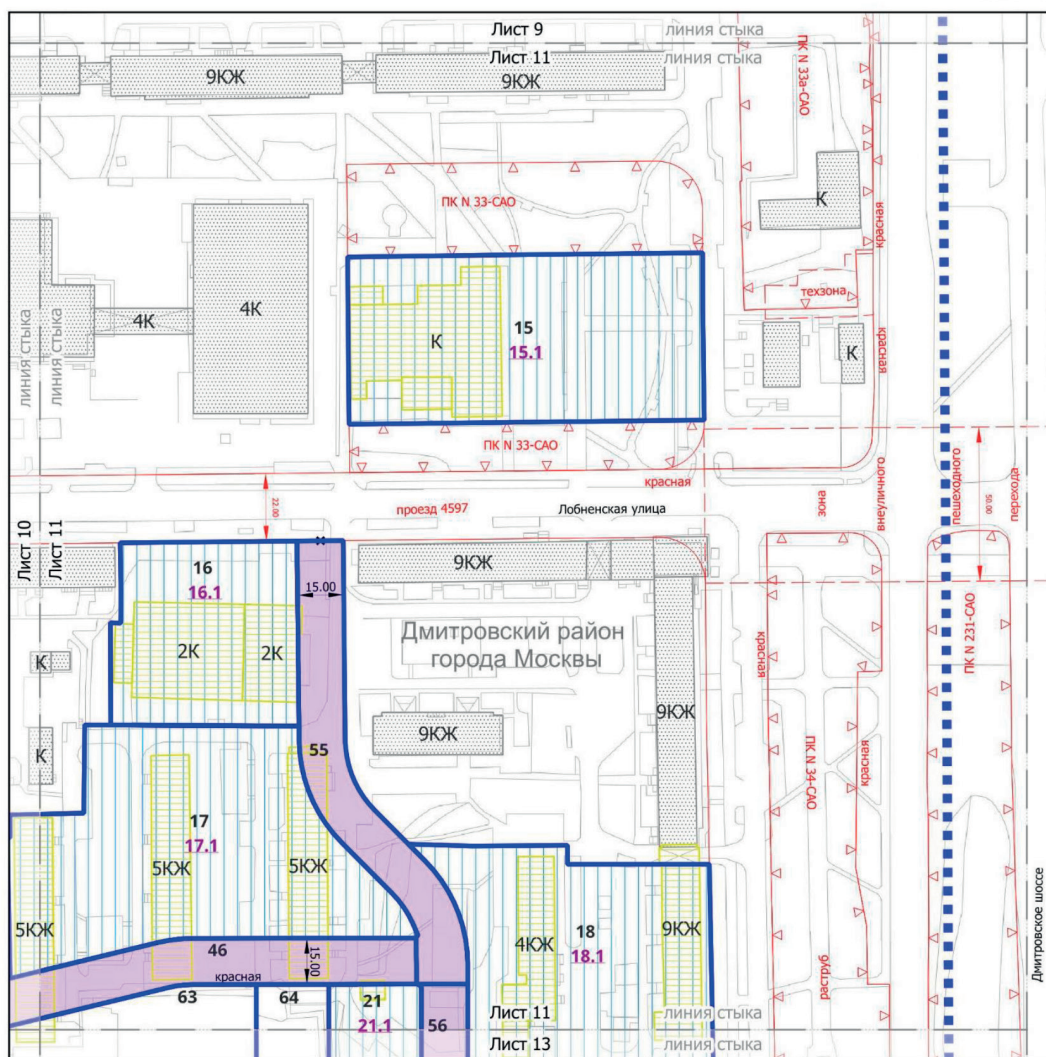 Лист 9
линия стыка
Лист 11
линия стыка
9КЖ
9КЖ
ПК N 33а-САО
ПК N 33-САО
К
красная
4К
4К
К
15
15.1
техзона
линия стыка
линия стыка
К
красная
ПК N 33-САО
красная
22.00
проезд 4597
Лобненская улица
зона
внеуличного
пешеходного
50.00
перехода
Лист 10
Лист 11
16
16.1
15.00
9КЖ
2К
2К
К
Дмитровский район
города Москвы
красная
ПК N 231-САО
9КЖ
К
9КЖ
55
ПК N 34-САО
красная
17
17.1
5КЖ
5КЖ
5КЖ
4КЖ
18
18.1
9КЖ
46
15.00
красная
раструб
Дмитровское шоссе
63
64
21
21.1
56
Лист 11
линия стыка
Лист 13
линия стыка